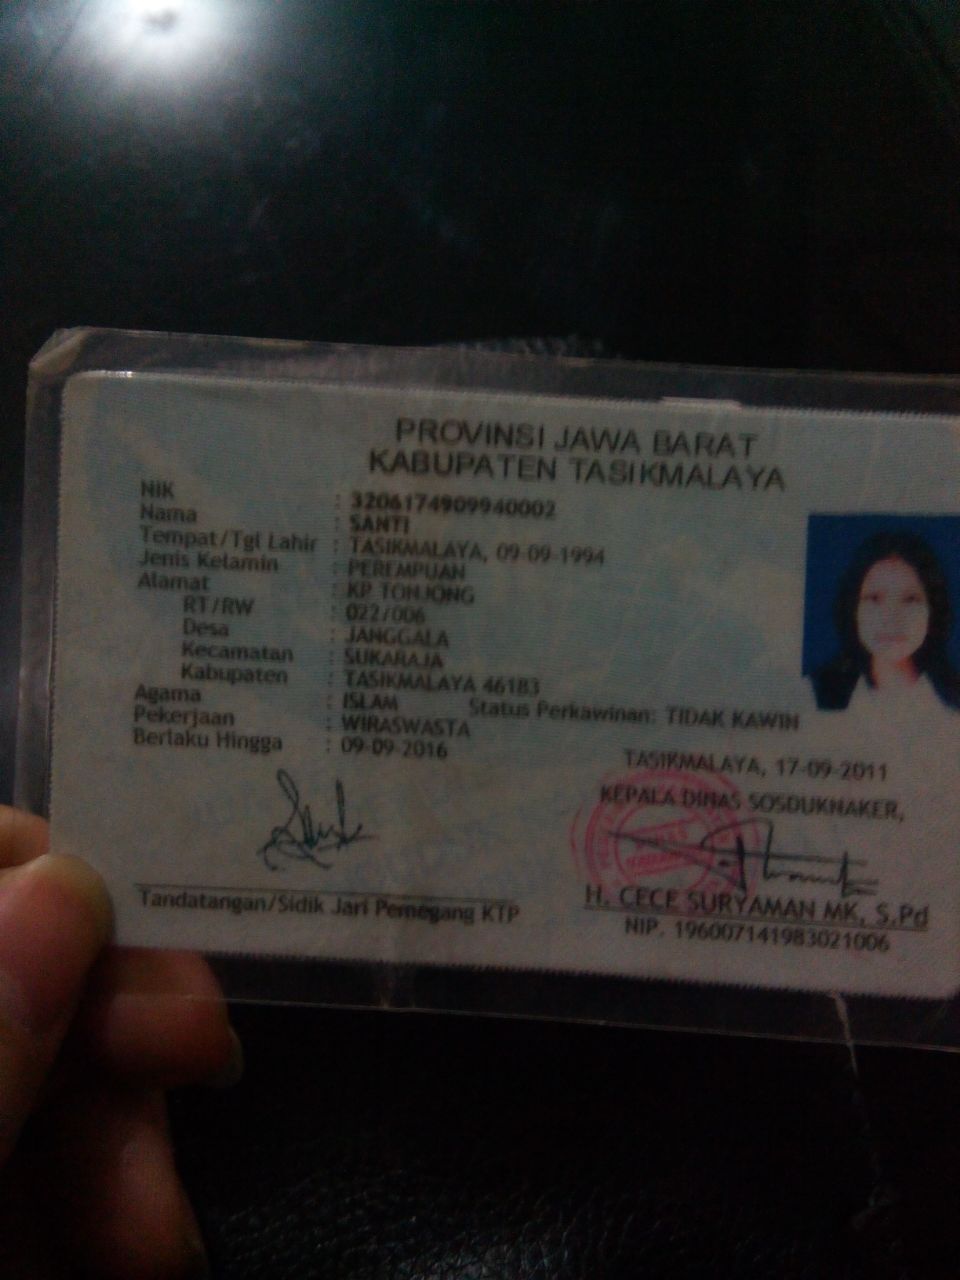 PROVINSI JAWA BARAT
KABUPATEN TASIKMALAYA
NIK : 3206174909940002
Nama : SANTI
Tempat/Tgl Lahir : TASIKMALAYA, 09-09-1994
Jenis Kelamin : PEREMPUAN
Alamat : KP TONJONG
RT/RW : 022/006
Desa : JANGGALA
Kecamatan : SUKARAJA
Kabupaten : TASIKMALAYA 46183
Agama : ISLAM Status Perkawinan: TIDAK KAWIN
Pekerjaan : WIRASWASTA
Berlaku Hingga : 09-09-2016
TASIKMALAYA, 17-09-2011
KEPALA DINAS SOSDUKNAKER,
Tandatangan/Sidik Jari Pemegang KTP
H. CECE SURYAMAN MK, S.Pd
NIP. 196007141983021006